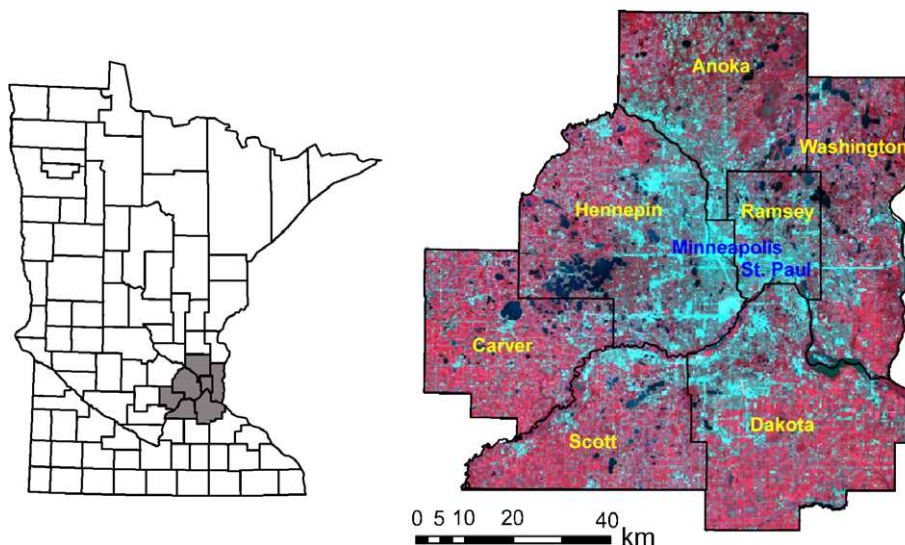 Anoka
Washington
Hennepin
Ramsey
Minneapolis
St. Paul
Carver
Scott
Dakota
0 5 10 20 40
km